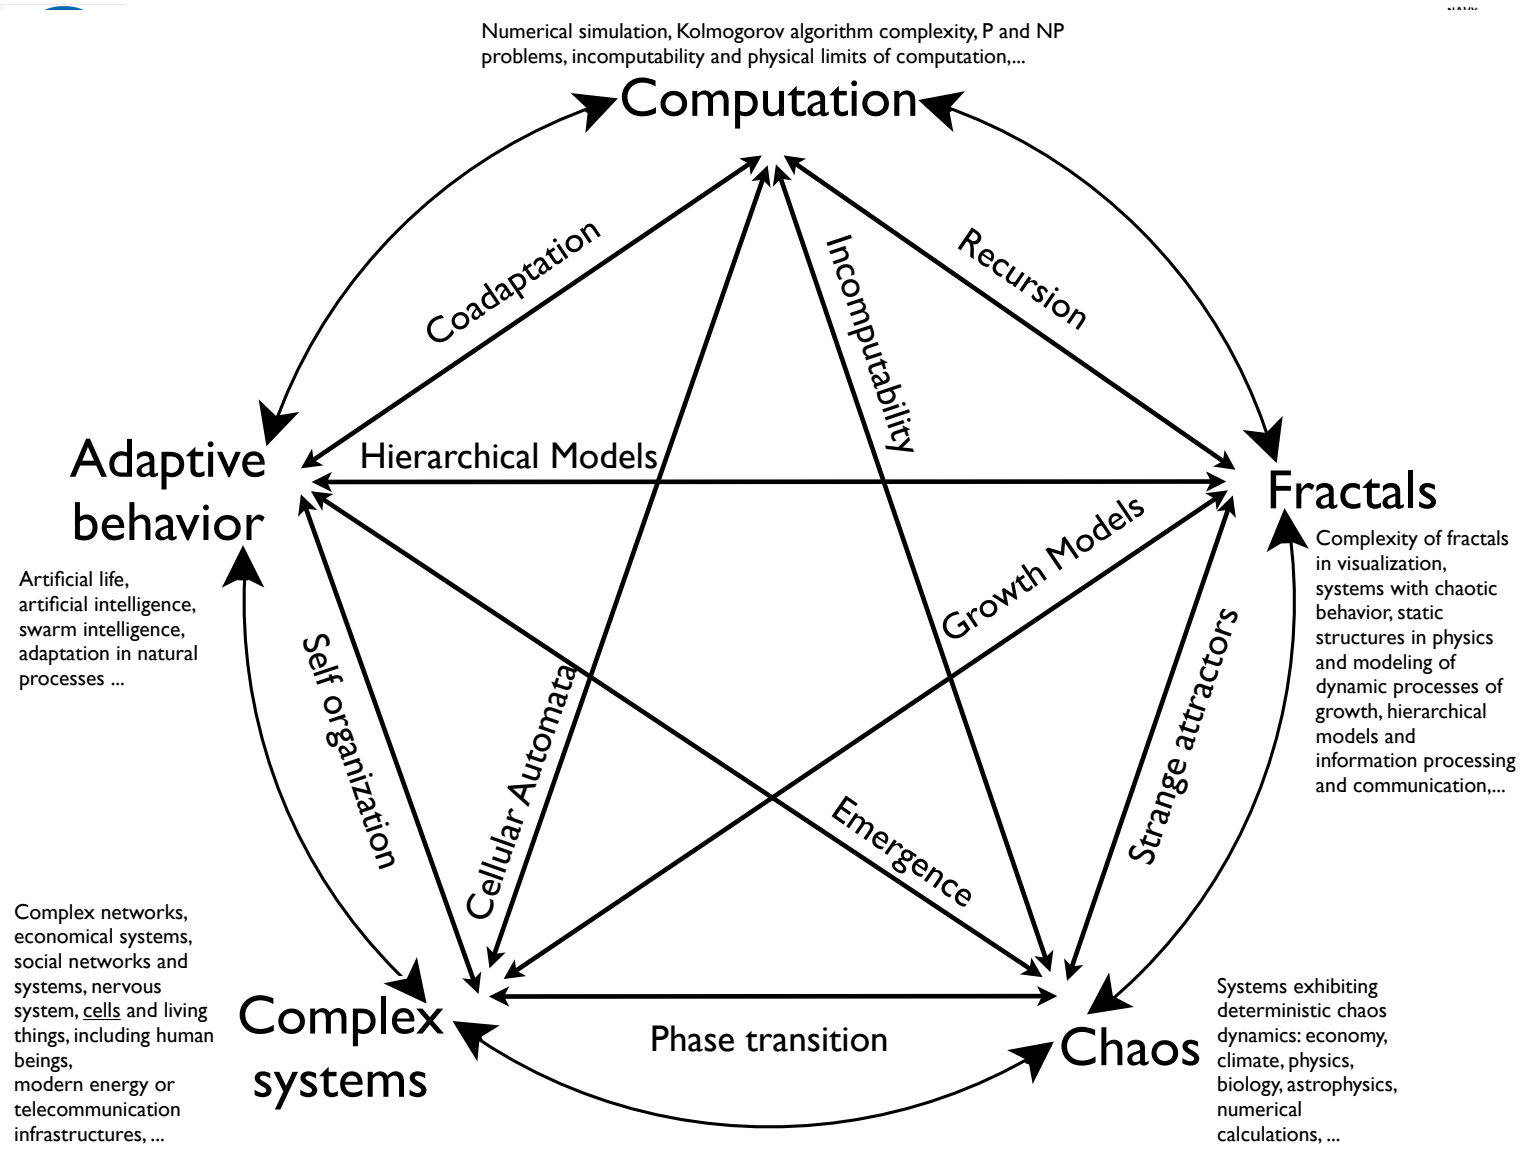 Numerical simulation, Kolmogorov algorithm complexity, P and NP
problems, incomputability and physical limits of computation,...
Computation
Coadaptation
Incomputability
Recursion
Adaptive
behavior
Hierarchical Models
Fractals
Artificial life,
artificial intelligence,
swarm intelligence,
adaptation in natural
processes ...
Growth Models
Complexity of fractals
in visualization,
systems with chaotic
behavior, static
structures in physics
and modeling of
dynamic processes of
growth, hierarchical
models and
information processing
and communication,...
Self organization
Cellular Automata
Emergence
Strange attractors
Complex networks,
economical systems,
social networks and
systems, nervous
system, cells and living
things, including human
beings,
modern energy or
telecommunication
infrastructures, ...
Complex
systems
Phase transition
Chaos
Systems exhibiting
deterministic chaos
dynamics: economy,
climate, physics,
biology, astrophysics,
numerical
calculations, ...